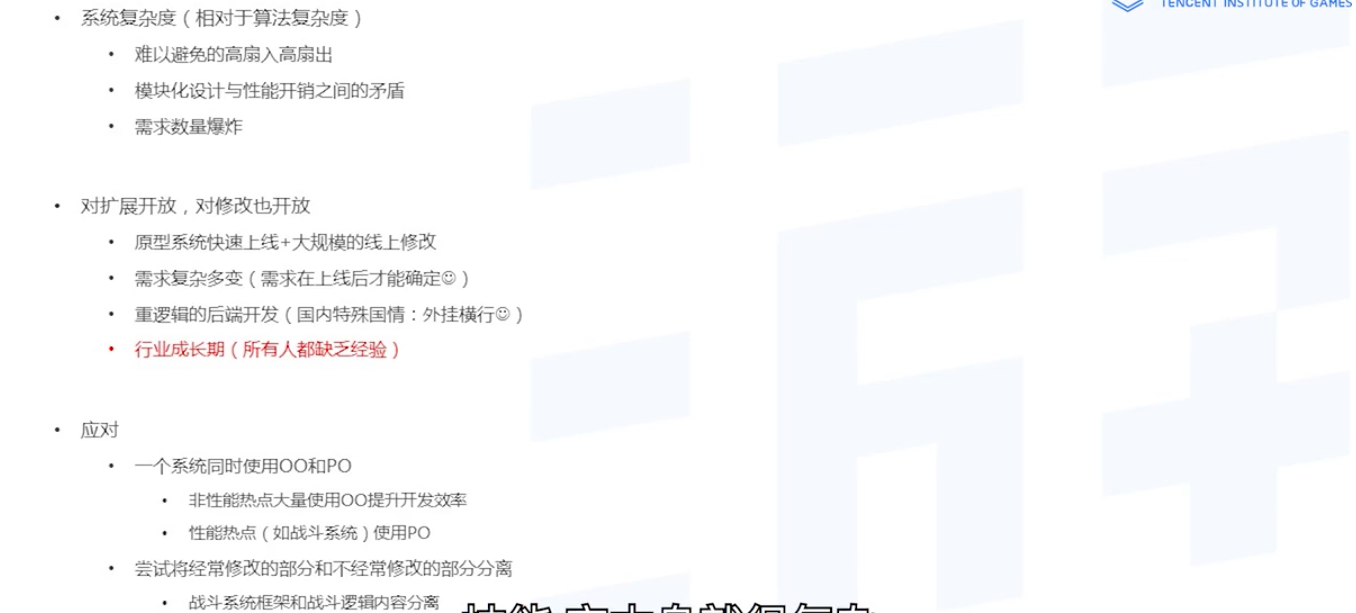 TENCENT INSTITUTE OF GAMES
• 系统复杂度（相对于算法复杂度）
• 难以避免的高扇入高扇出
• 模块化设计与性能开销之间的矛盾
• 需求数量爆炸
• 对扩展开放，对修改也开放
• 原型系统快速上线+大规模的线上修改
• 需求复杂多变（需求在上线后才能确定☺）
• 重逻辑的后端开发（国内特殊国情：外挂横行☺）
• 行业成长期（所有人都缺乏经验）
• 应对
• 一个系统同时使用OO和PO
• 非性能热点大量使用OO提升开发效率
• 性能热点（如战斗系统）使用PO
• 尝试将经常修改的部分和不经常修改的部分分离
• 战斗系统框架和战斗逻辑内容分离